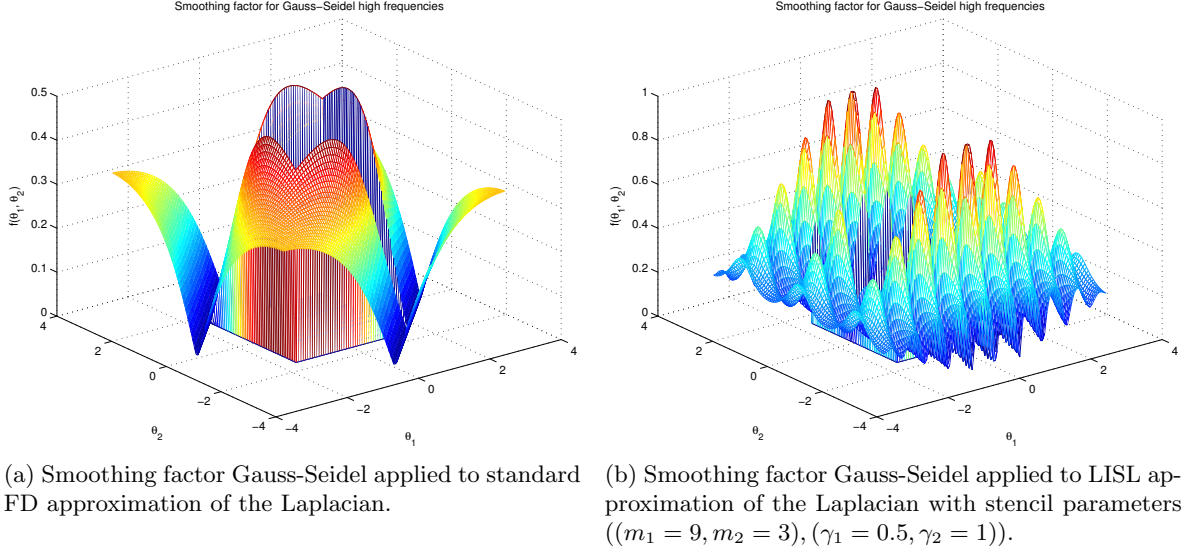 Smoothing factor for Gauss−Seidel high frequencies
0.5
0.4
0.3
0.2
0.1
0
f(θ1, θ2)
4
2
0
−2
−4
θ2
−4
−2
0
2
4
θ1
Smoothing factor for Gauss−Seidel high frequencies
1
0.8
0.6
0.4
0.2
0
f(θ1, θ2)
4
2
0
−2
−4
θ2
−4
−2
0
2
4
θ1
(a) Smoothing factor Gauss-Seidel applied to standard
FD approximation of the Laplacian.
(b) Smoothing factor Gauss-Seidel applied to LISL ap-
proximation of the Laplacian with stencil parameters
((m1 = 9, m2 = 3), (γ1 = 0.5, γ2 = 1)).